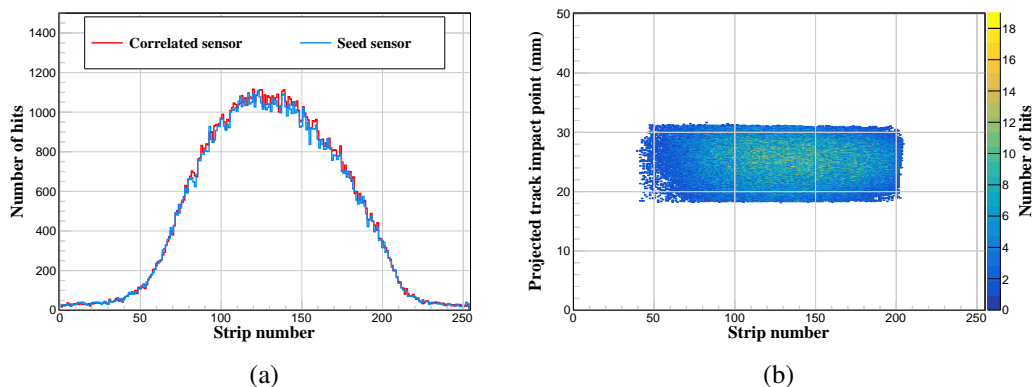 1400
1200
1000
800
600
400
200
0
0 50 100 150 200 250
Number of hits
Strip number
Correlated sensor Seed sensor
(a)
50
40
30
20
10
0
0 50 100 150 200 250
Projected track impact point (mm)
Strip number
18
16
14
12
10
8
6
4
2
0
Number of hits
(b)